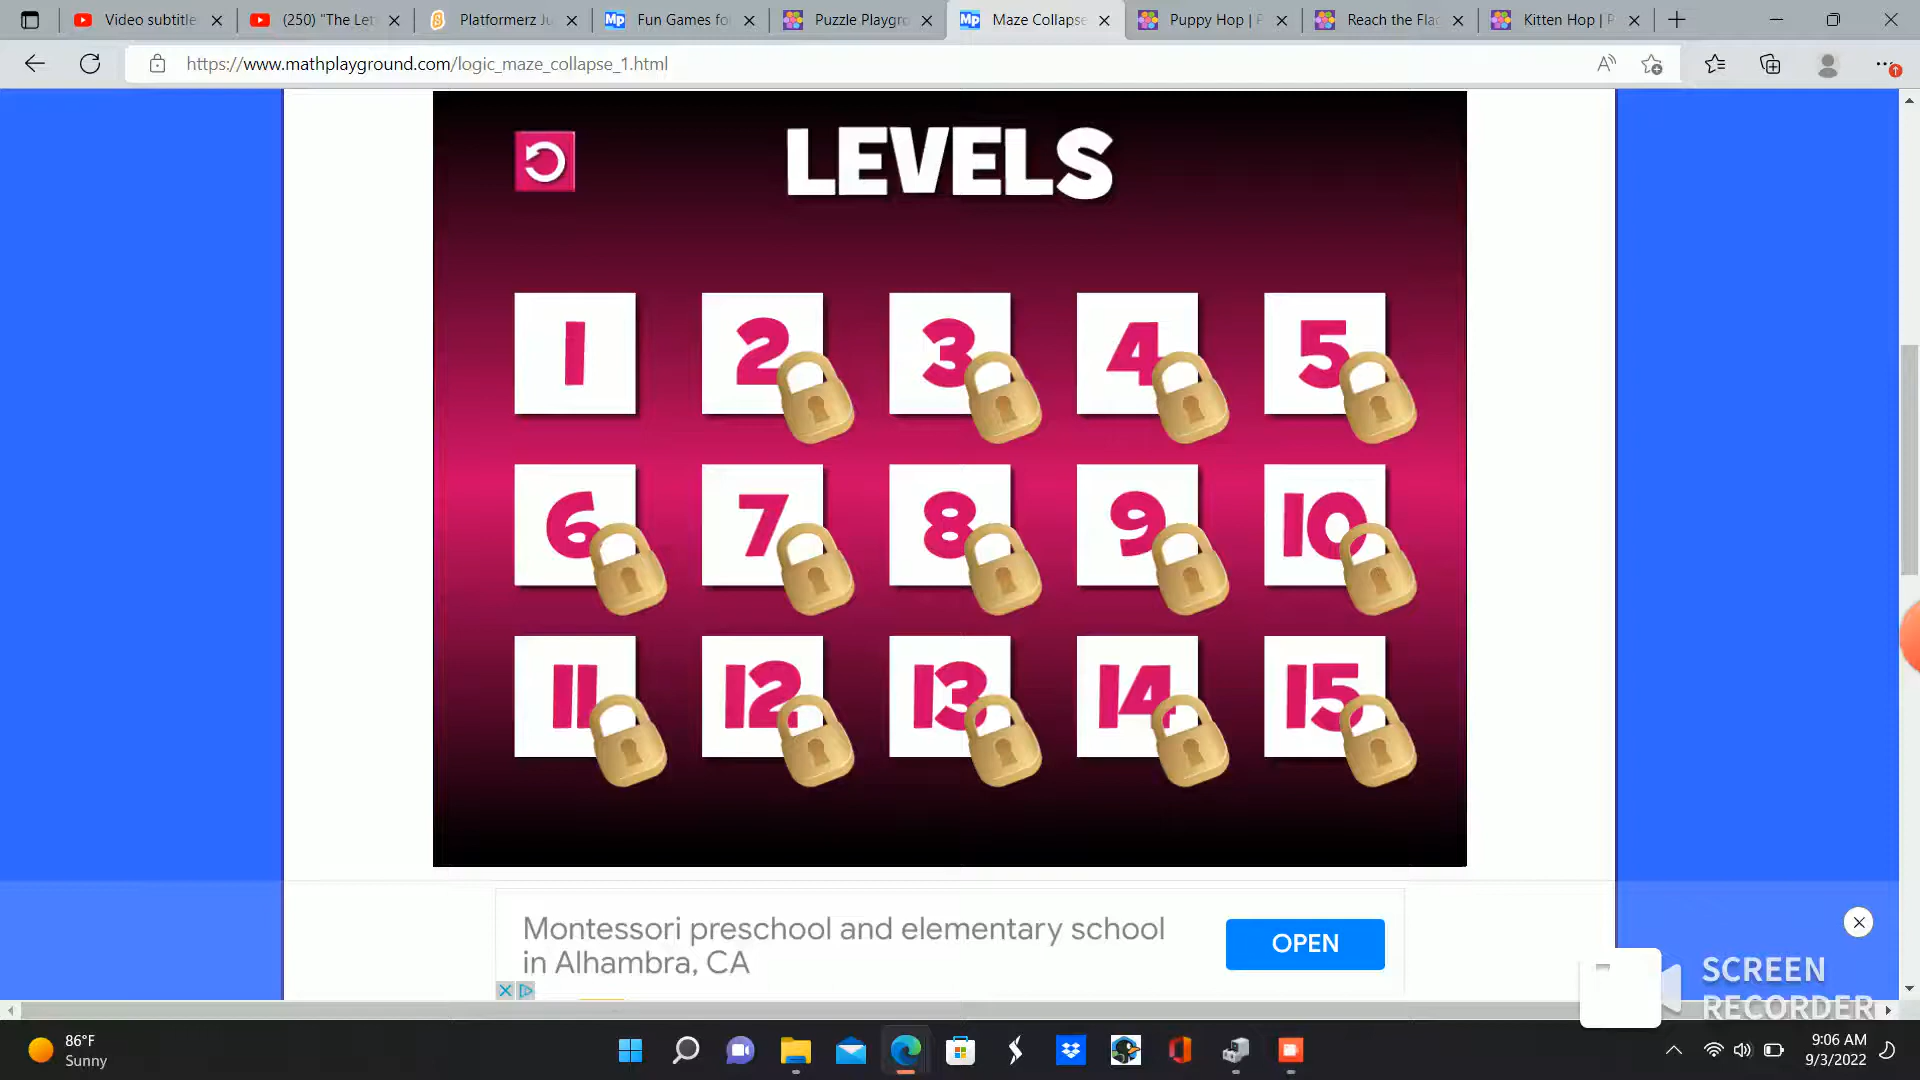 Video subtitle
(250) "The Let
Platformerz Ju
Fun Games fo
Puzzle Playgro
Maze Collapse
Puppy Hop | P
Reach the Flag
Kitten Hop | P
https://www.mathplayground.com/logic_maze_collapse_1.html
LEVELS
1 2 3 4 5
6 7 8 9 10
11 12 13 14 15
Montessori preschool and elementary school
in Alhambra, CA
OPEN
SCREEN
RECORDER
86°F
Sunny
9:06 AM
9/3/2022